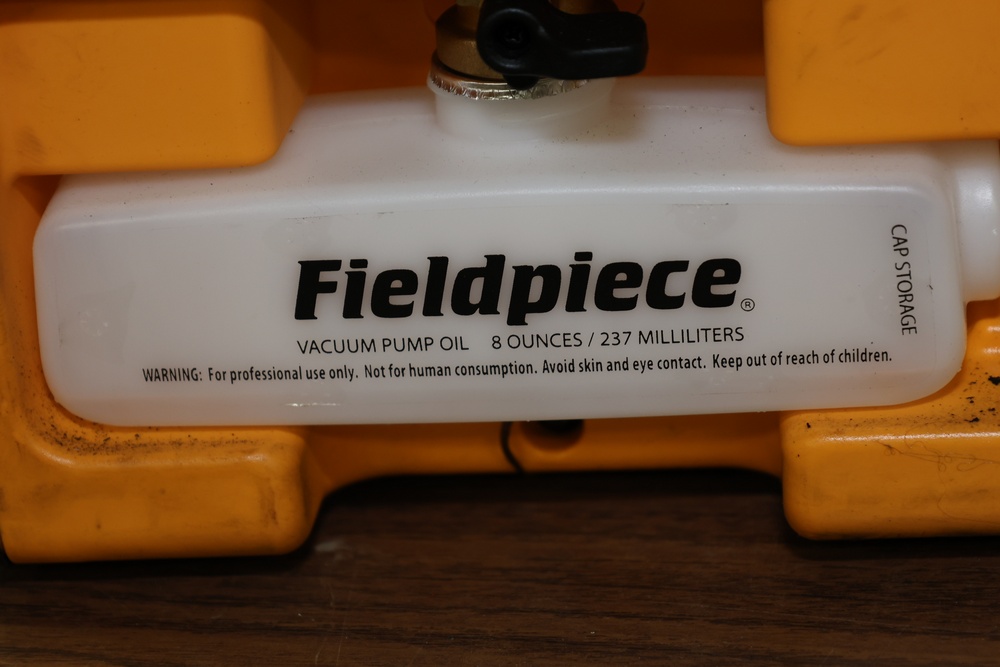 Fieldpiece®
VACUUM PUMP OIL 8 OUNCES / 237 MILLILITERS
WARNING: For professional use only. Not for human consumption. Avoid skin and eye contact. Keep out of reach of children.
CAP STORAGE